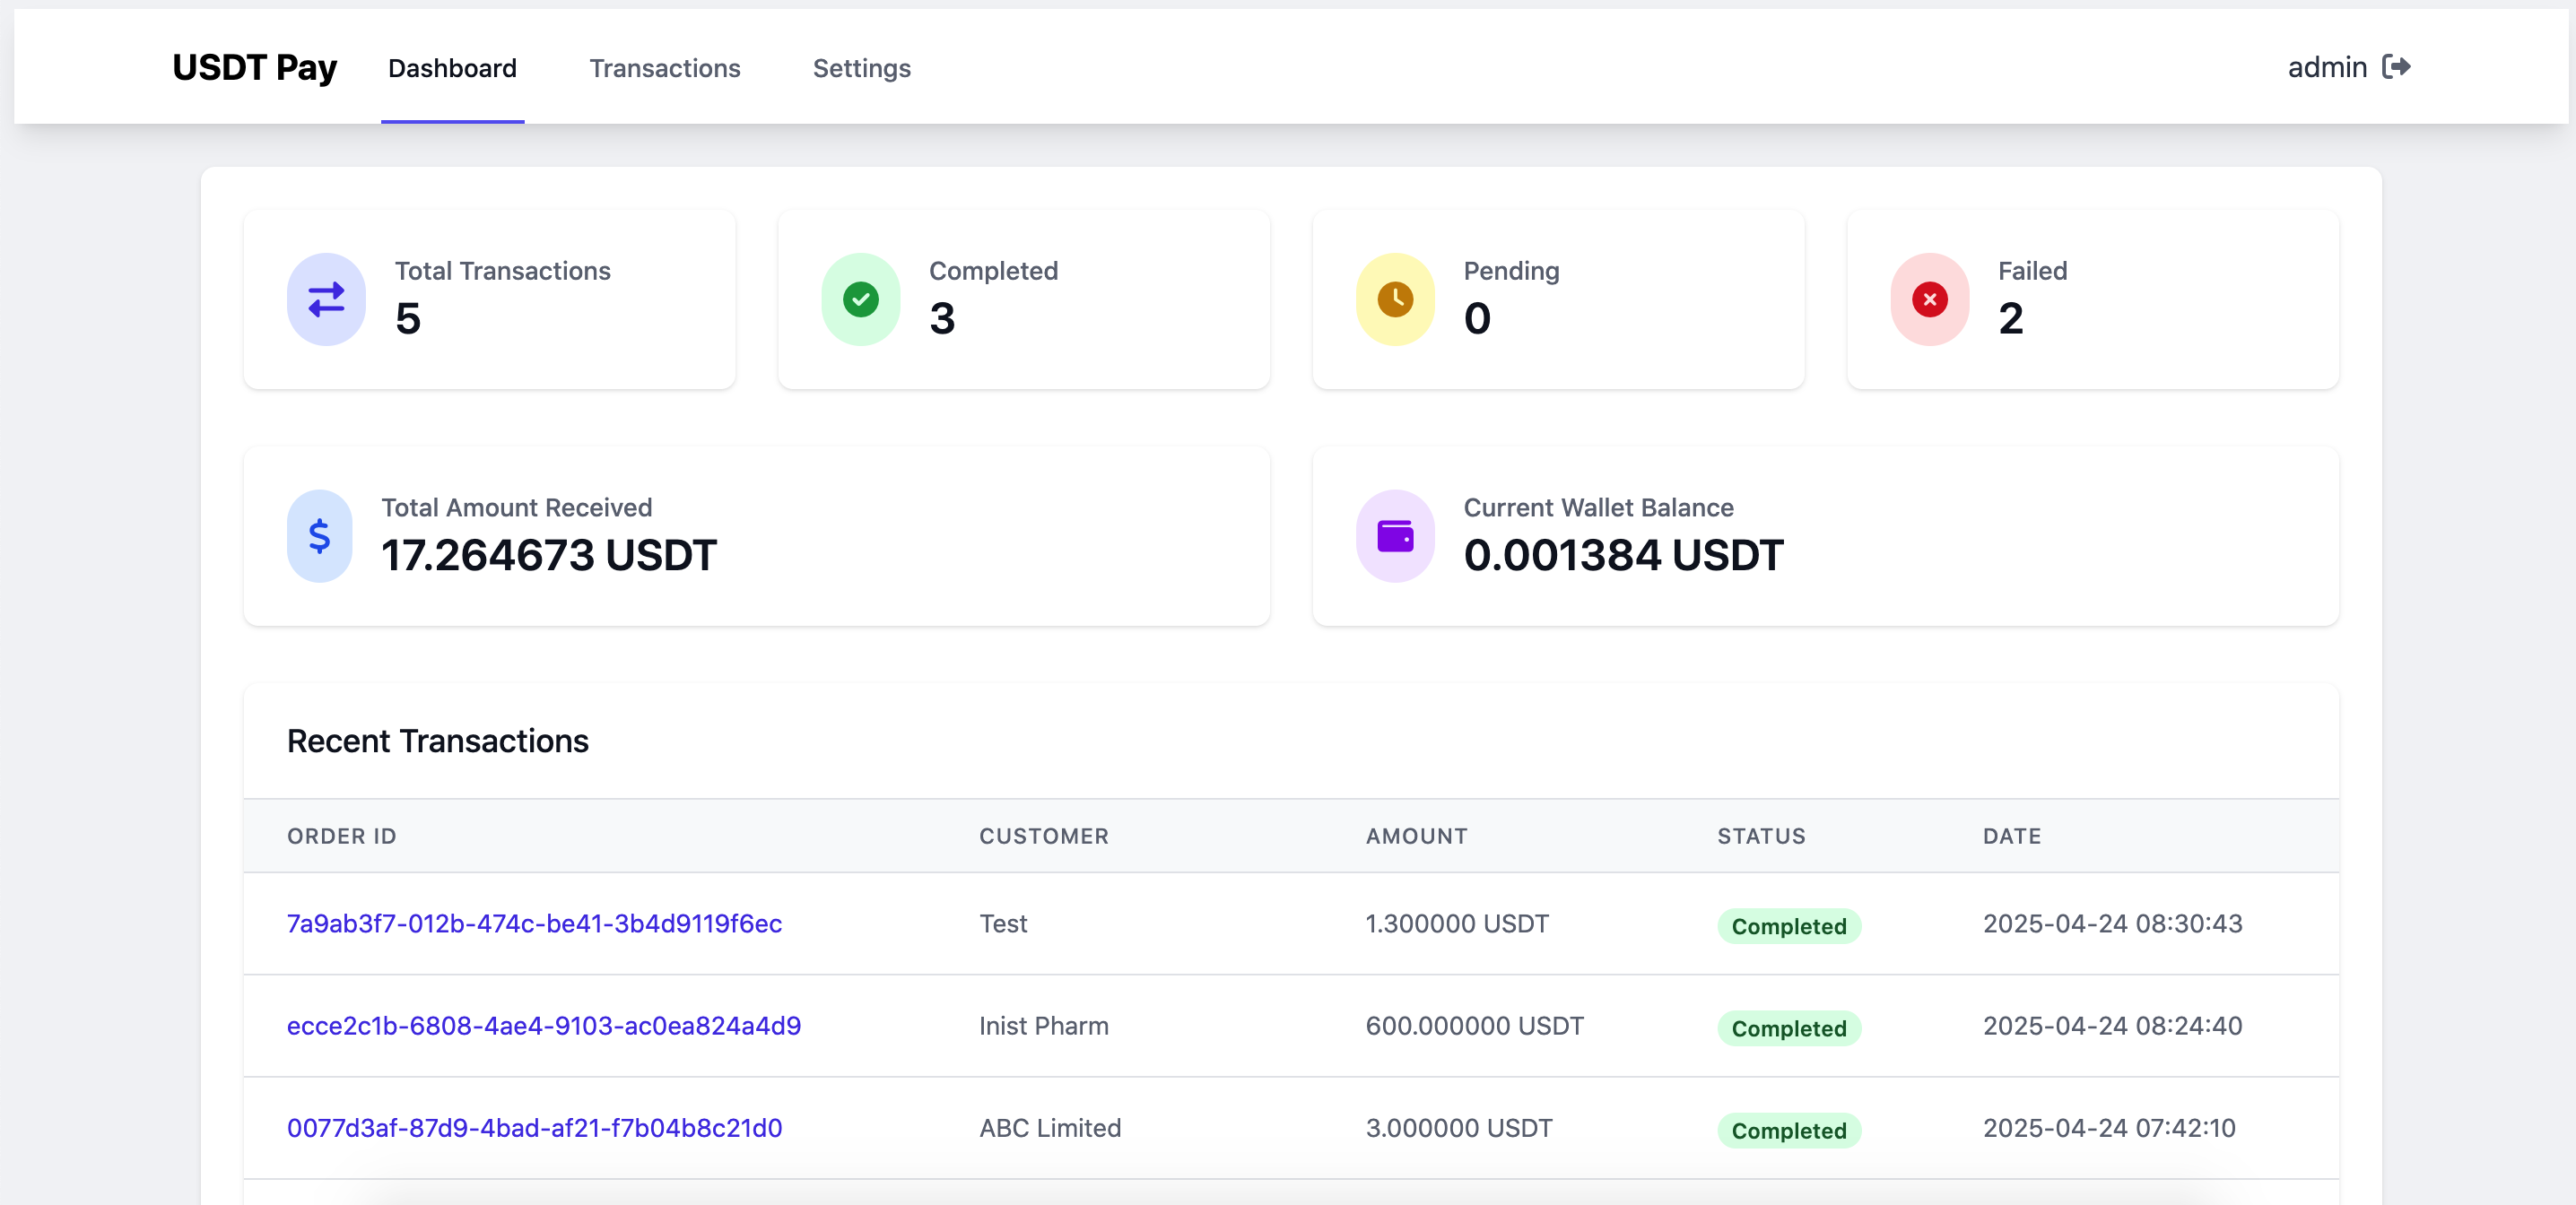 USDT Pay Dashboard Transactions Settings admin
Total Transactions
5
Completed
3
Pending
0
Failed
2
Total Amount Received
17.264673 USDT
Current Wallet Balance
0.001384 USDT
Recent Transactions
ORDER ID CUSTOMER AMOUNT STATUS DATE
7a9ab3f7-012b-474c-be41-3b4d9119f6ec Test 1.300000 USDT Completed 2025-04-24 08:30:43
ecce2c1b-6808-4ae4-9103-ac0ea824a4d9 Inist Pharm 600.000000 USDT Completed 2025-04-24 08:24:40
0077d3af-87d9-4bad-af21-f7b04b8c21d0 ABC Limited 3.000000 USDT Completed 2025-04-24 07:42:10